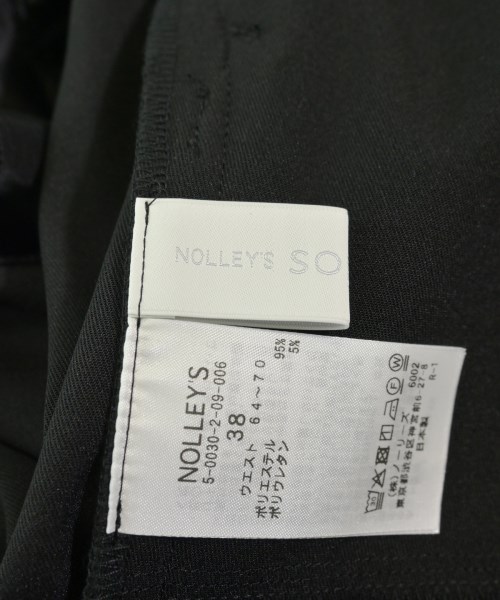 NOLLEY'S SO
NOLLEY'S
5-0030-2-09-006
38
ウエスト 64~70
ポリエステル 95%
ポリウレタン 5%
30 F W
(株)ノーリーズ 6002
東京都渋谷区神宮前6-27-8
日本製 R-1